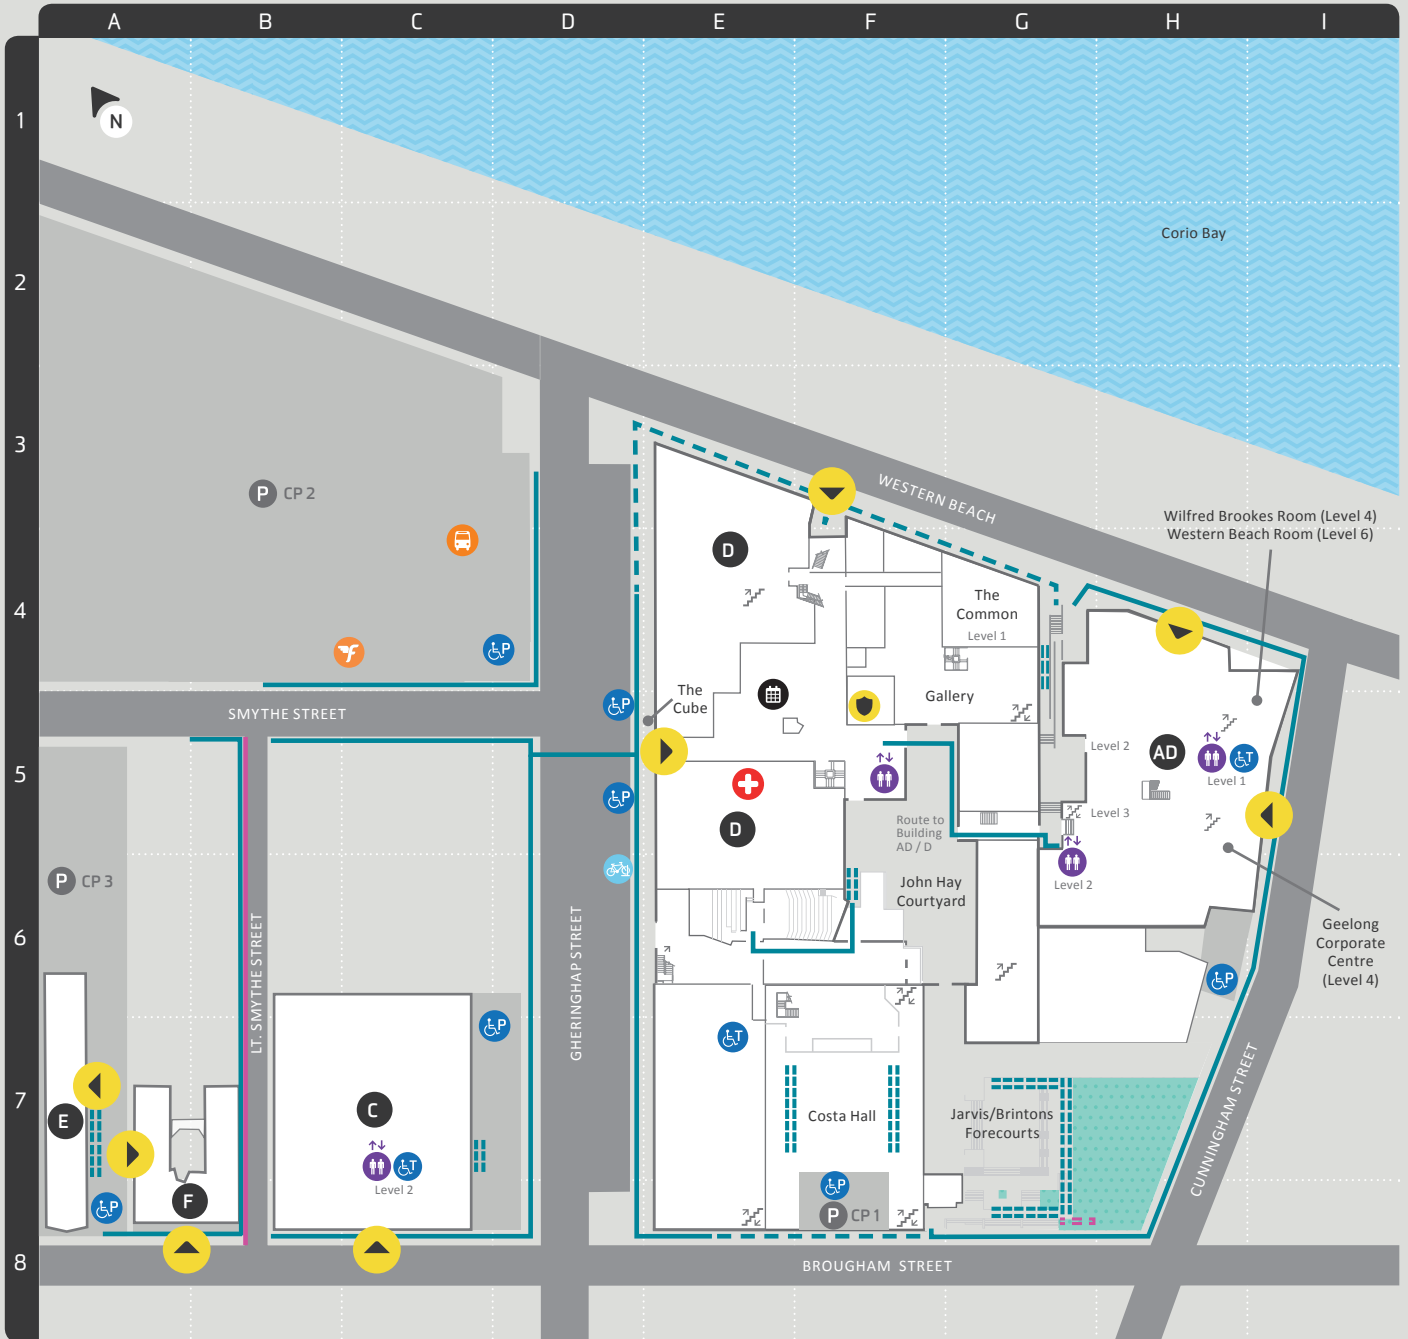 A B C D E F G H I
1
N
Corio Bay
2
3
WESTERN BEACH
P CP 2
Wilfred Brookes Room (Level 4)
Western Beach Room (Level 6)
D
4
The
Common
Level 1
P
The
Cube
Gallery
P
SMYTHE STREET
5
Level 2
AD
T
Level 1
P
Level 3
D
Route to
Building
AD / D
P CP 3
Level 2
John Hay
Courtyard
6
LT. SMYTHE STREET
GHERINGHAP STREET
Geelong
Corporate
Centre
(Level 4)
P
P
T
7
E
C
Costa Hall
Jarvis/Brintons
Forecourts
CUNNINGHAM STREET
T
Level 2
P
F
P
P CP 1
8
BROUGHAM STREET